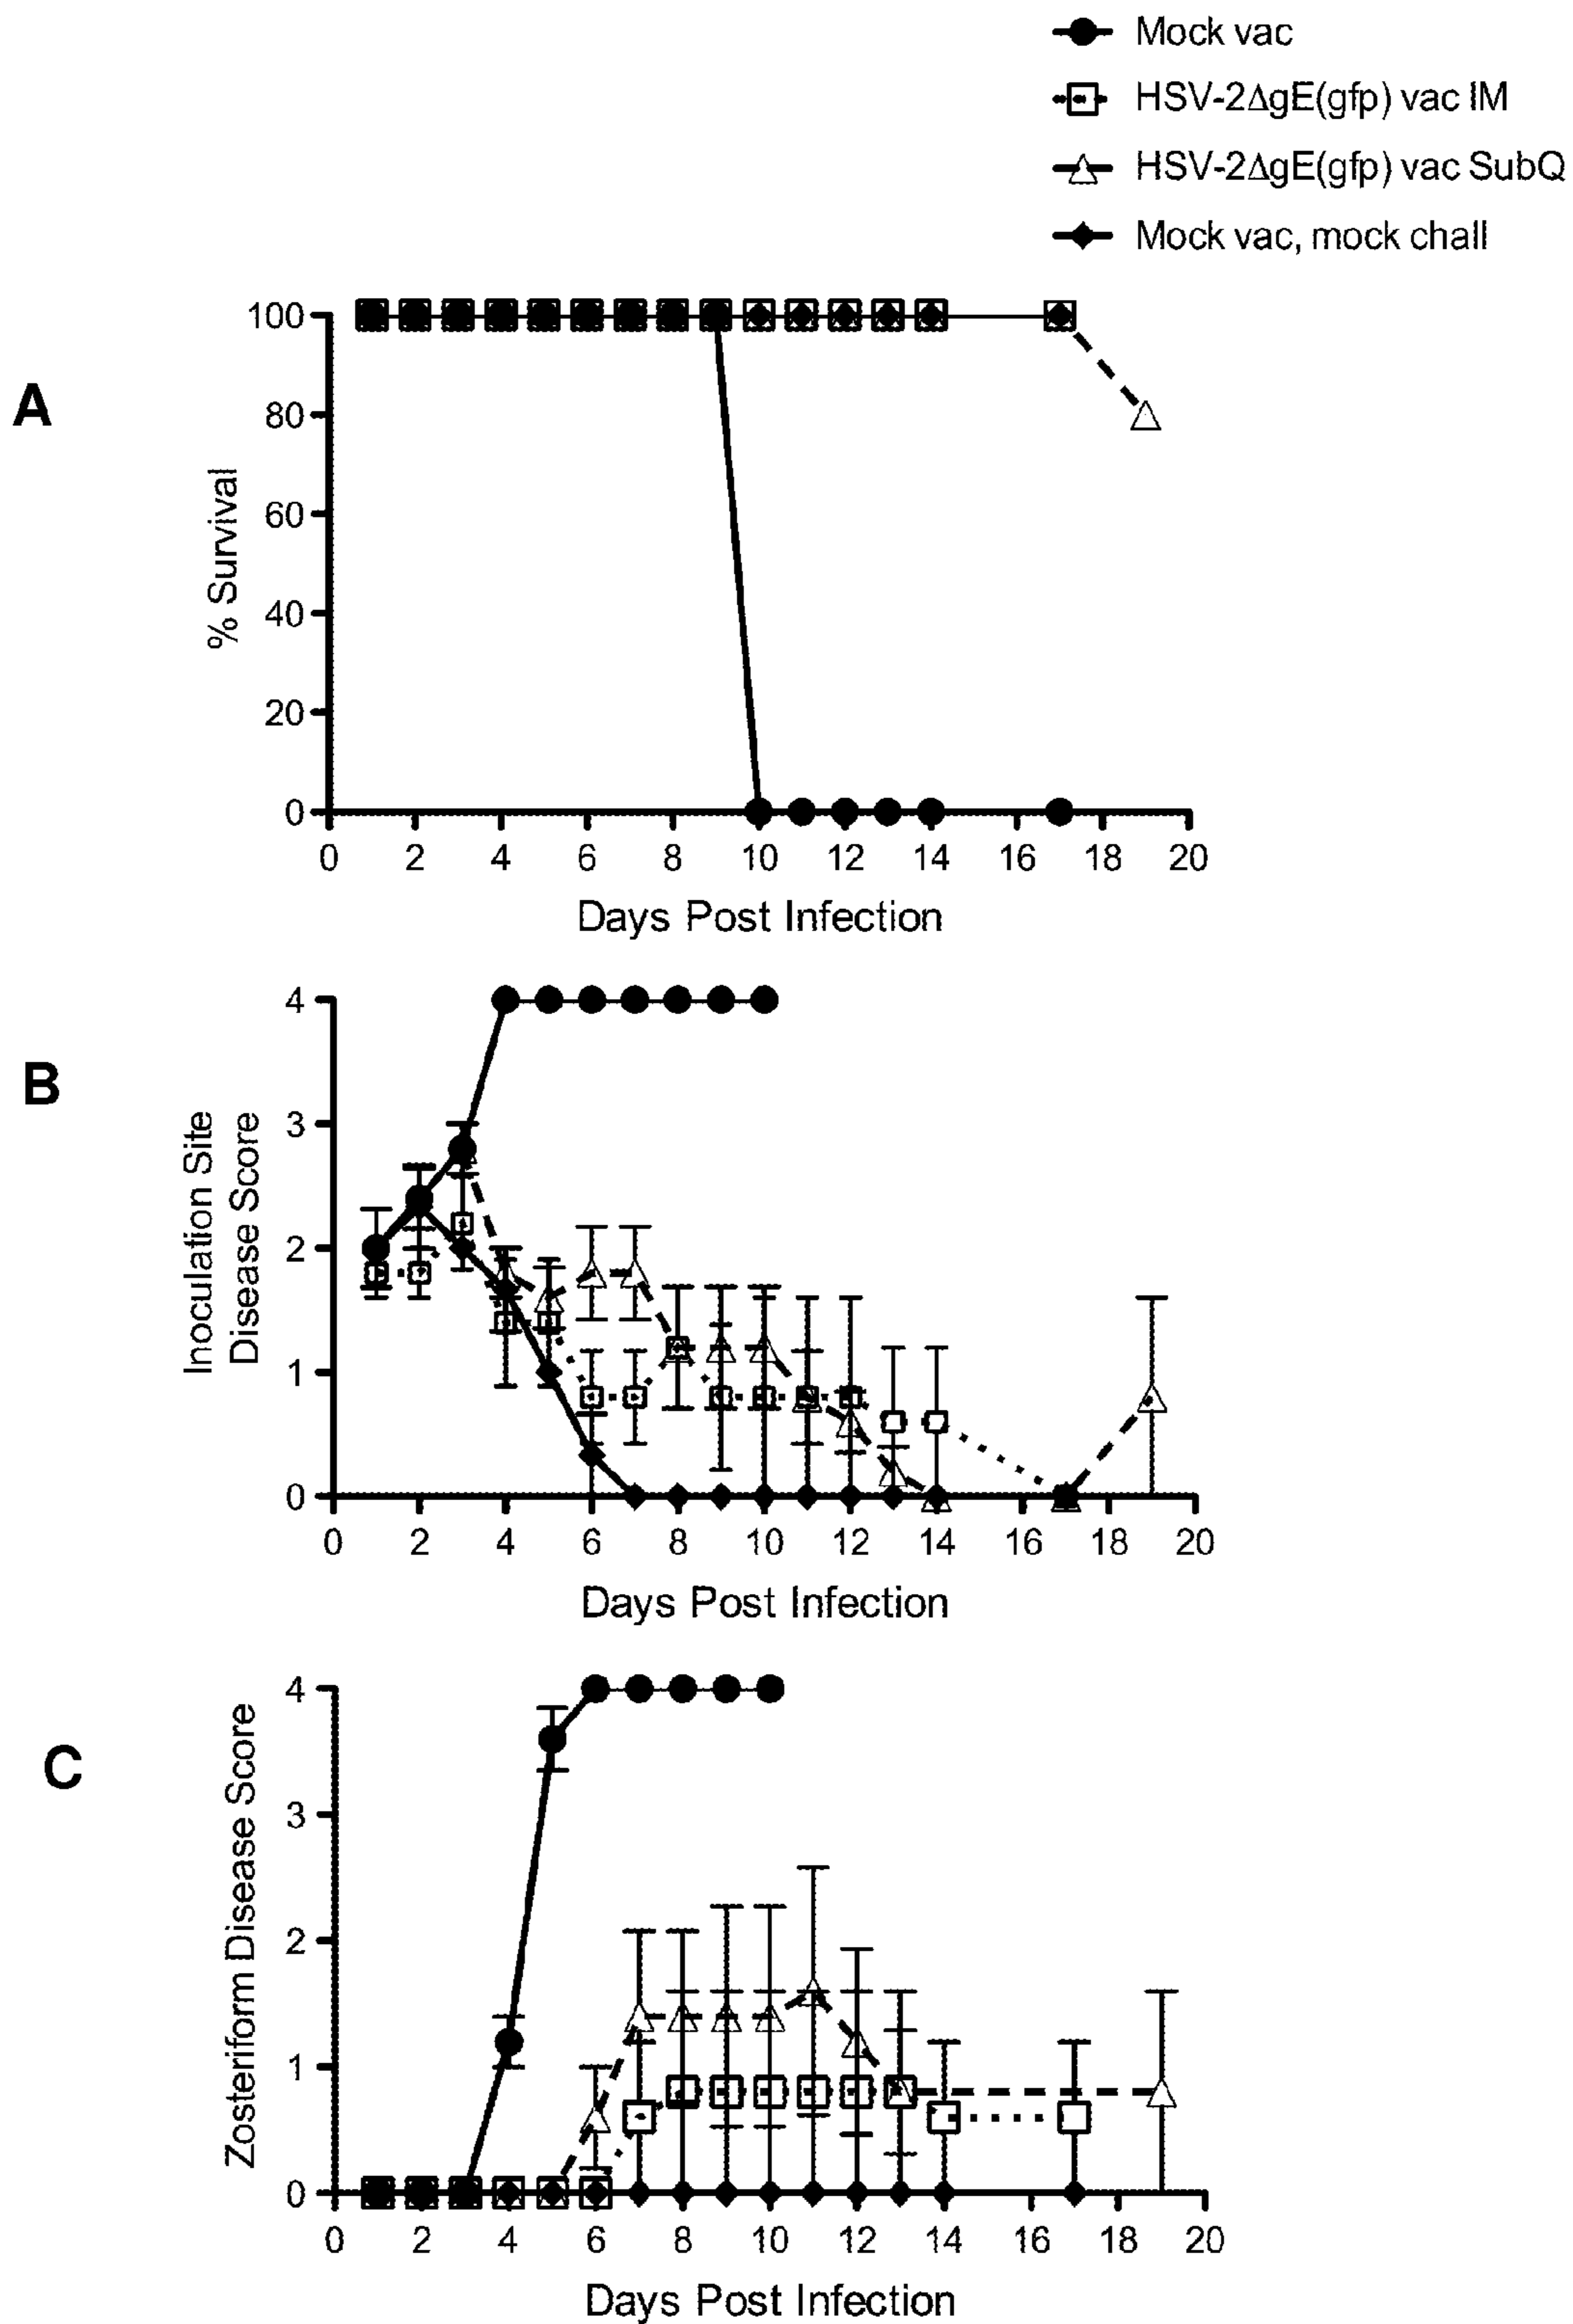 Mock vac
HSV-2ΔgE(gfp) vac IM
HSV-2ΔgE(gfp) vac SubQ
Mock vac, mock chall
A
% Survival
100
80
60
40
20
0
0 2 4 6 8 10 12 14 16 18 20
Days Post Infection
B
Inoculation Site
Disease Score
4
3
2
1
0
0 2 4 6 8 10 12 14 16 18 20
Days Post Infection
C
Zosteriform Disease Score
4
3
2
1
0
0 2 4 6 8 10 12 14 16 18 20
Days Post Infection